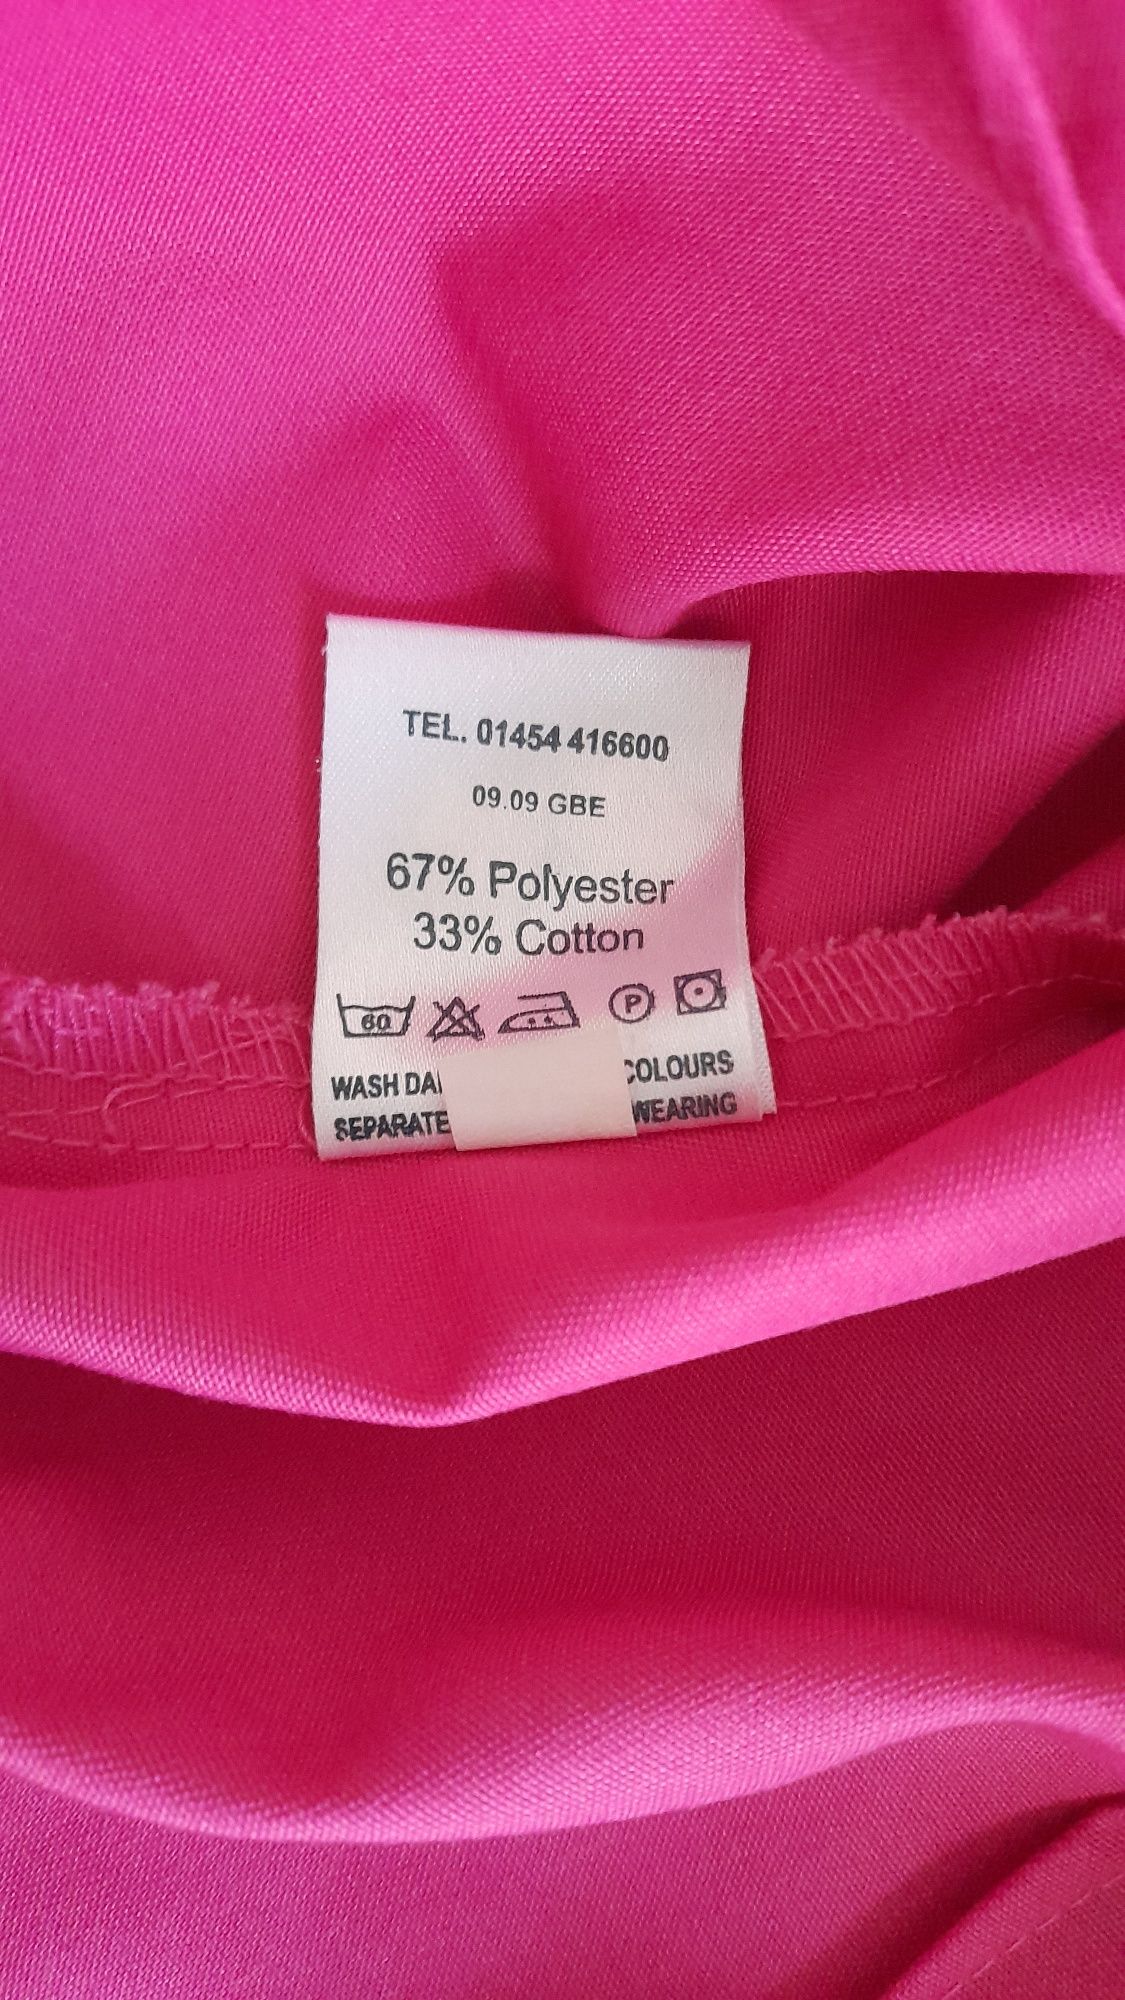 TEL. 01454 416600
09.09 GBE
67% Polyester
33% Cotton
60 P
WASH COLOURS
SEPARATE WEARING